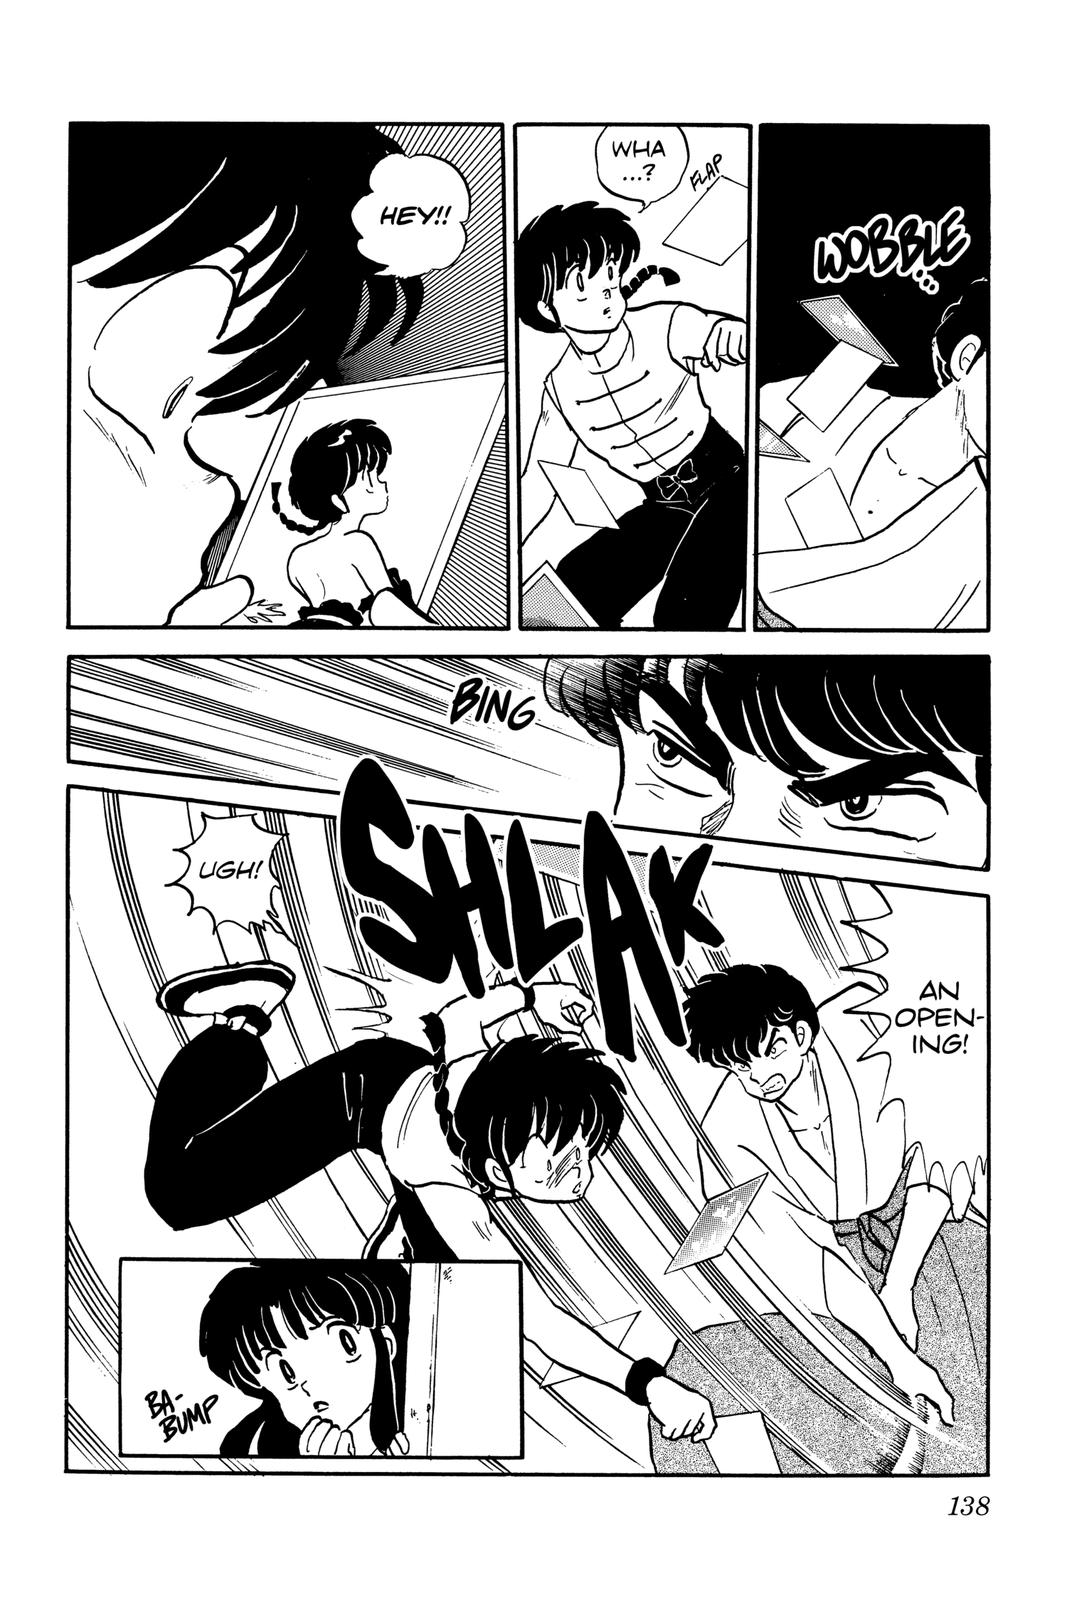 HEY!!
WHA
...?
FLAP
WOBBLE
...
BING
UGH!
SHLAK
AN
OPEN-
ING!
BA-
BUMP
138